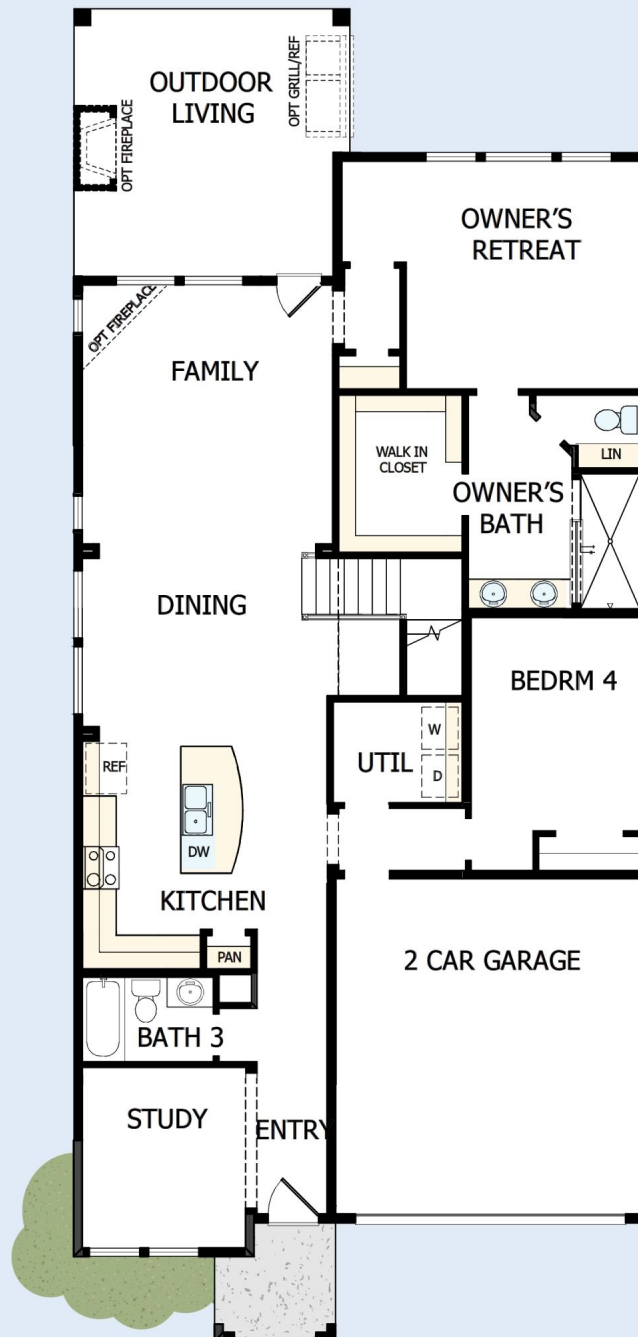 OUTDOOR
LIVING
OPT GRILL/REF
OPT FIREPLACE
OWNER'S
RETREAT
OPT FIREPLACE
FAMILY
WALK IN
CLOSET
LIN
OWNER'S
BATH
DINING
BEDRM 4
W
UTIL
D
REF
DW
KITCHEN
PAN
2 CAR GARAGE
BATH 3
STUDY
ENTRY